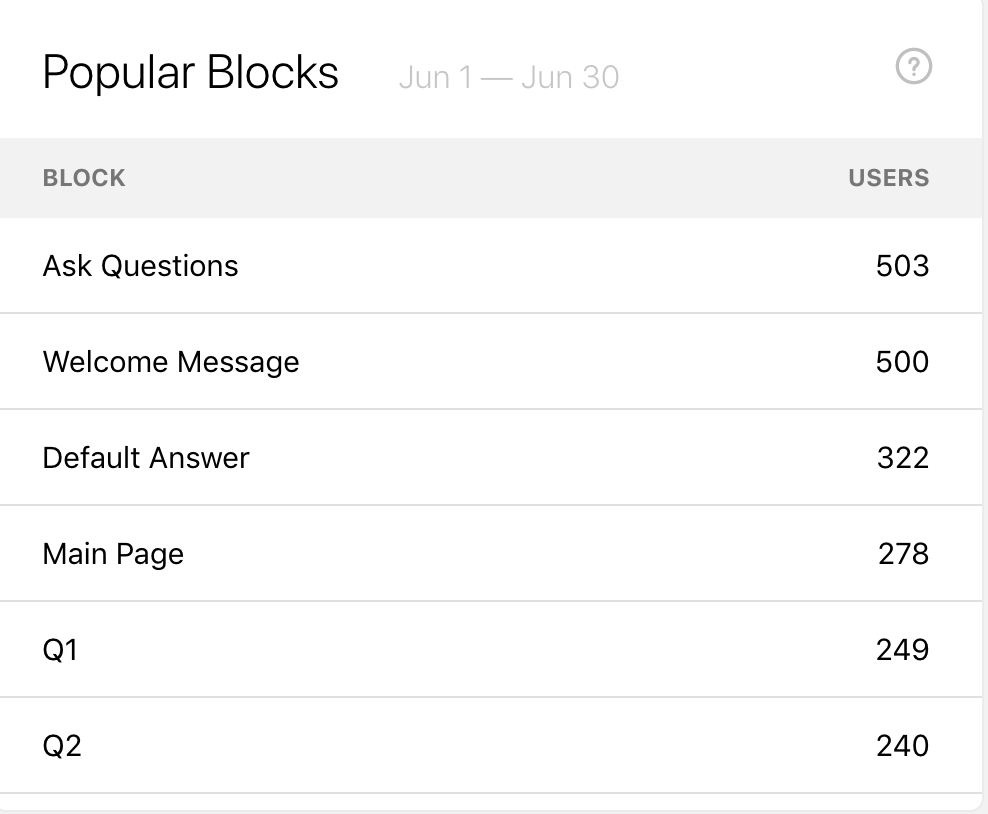 Popular Blocks Jun 1 — Jun 30 ?
BLOCK USERS
Ask Questions 503
Welcome Message 500
Default Answer 322
Main Page 278
Q1 249
Q2 240